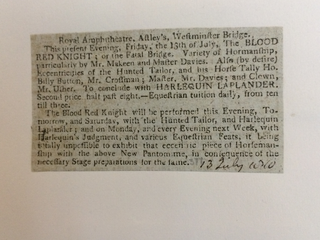 Royal Amphitheatre, Astley's, Westminster Bridge.
This present Evening, Friday, the 13th of July, The BLOOD
RED KNIGHT; or the Fatal Bridge. Variety of Horsmanship,
particularly by Mr. Makeen and Master Davies. Also (by desire)
Eccentricities of the Hunted Tailor, and his Horse Tally Ho.
Billy Button, Mr. Crossman; Master, Mr. Davies; and Clown,
Mr. Usher. To conclude with HARLEQUIN LAPLANDER.
Second price half past eight.—Equestrian tuition daily, from ten
till three.
The Blood Red Knight will be performed this Evening, To-
morrow, and Saturday, with the Hunted Tailor, and Harlequin
Laplander; and on Monday, and every Evening next Week, with
Harlequin's Judgment, and various Equestrian Feats, it being
totally impossible to exhibit that eccentric piece of Horseman-
ship with the above New Pantomime, in consequence of the
necessary Stage preparations for the same.
13 July